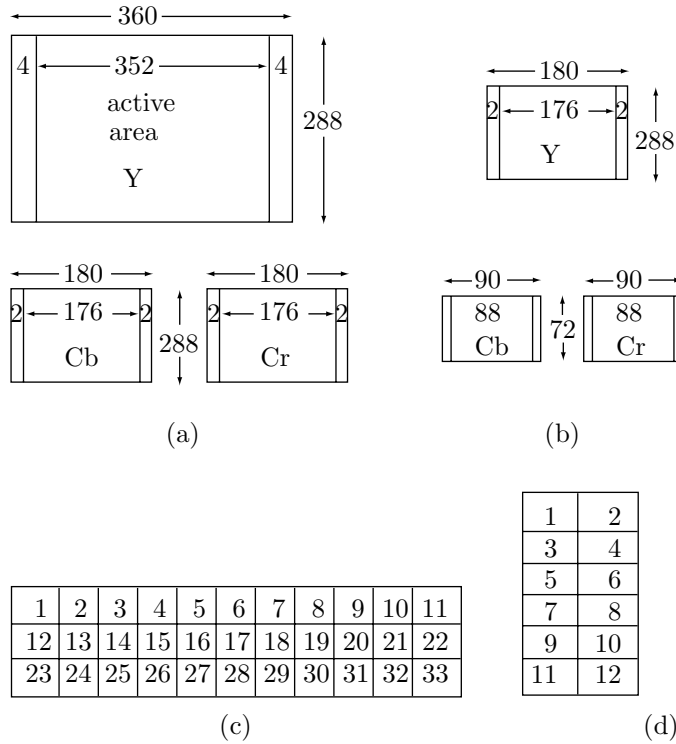 360
4 352 4
active
area
Y
288
180
2 176 2
Y
288
180
2 176 2
Cb
288
180
2 176 2
Cr
90
88
Cb
72
90
88
Cr
(a)
(b)
1 2 3 4 5 6 7 8 9 10 11
12 13 14 15 16 17 18 19 20 21 22
23 24 25 26 27 28 29 30 31 32 33
(c)
1 2
3 4
5 6
7 8
9 10
11 12
(d)